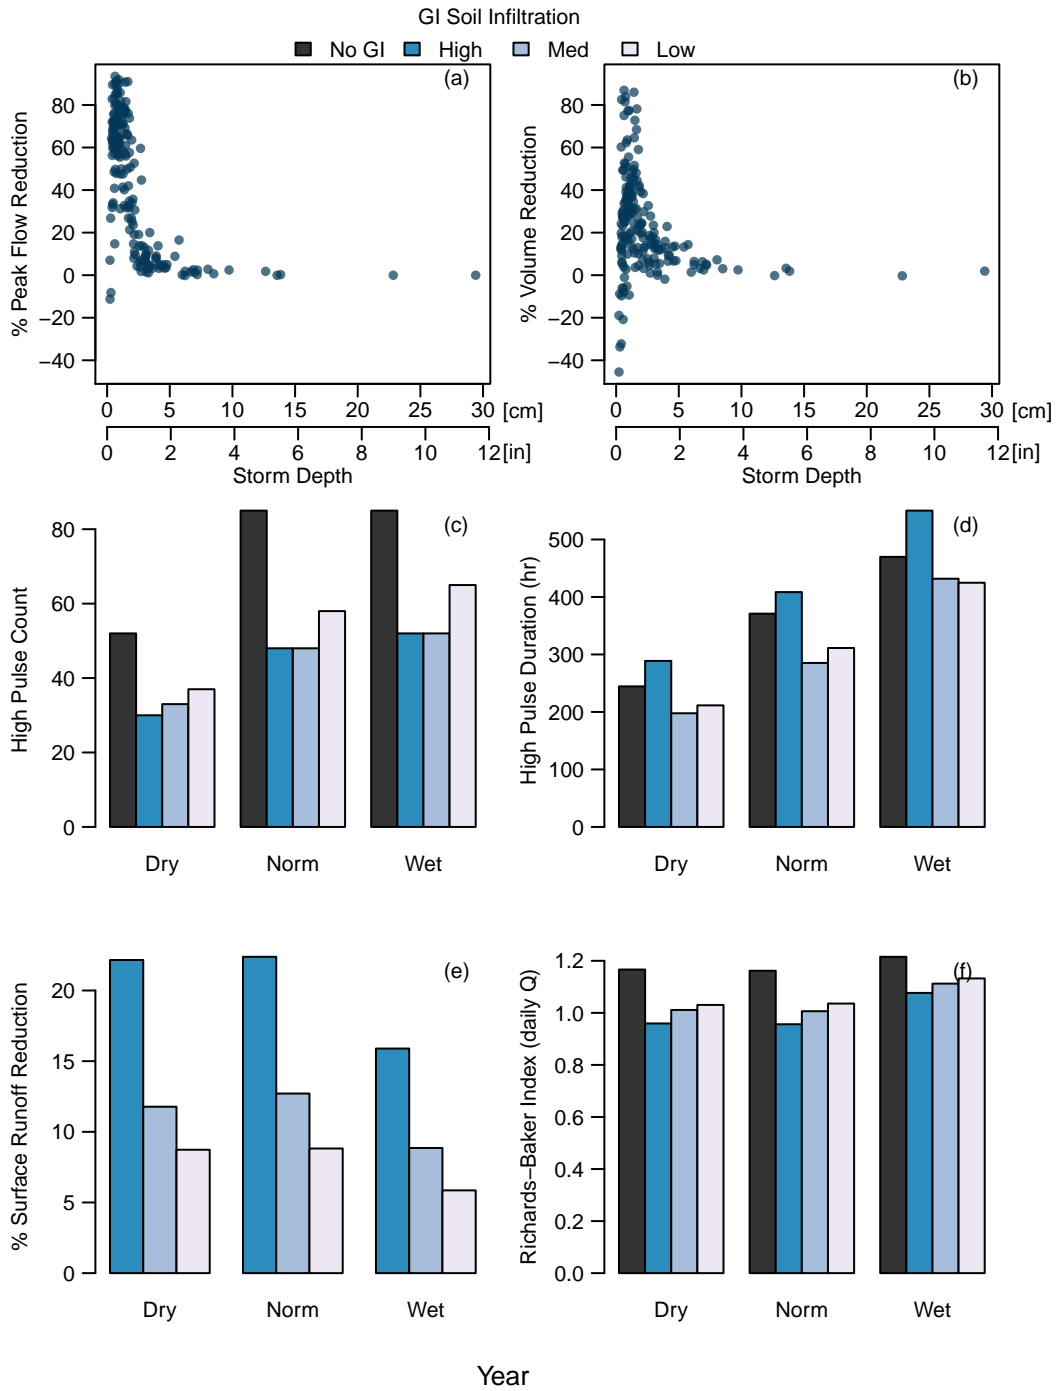 GI Soil Infiltration
No GI High Med Low
(a)
% Peak Flow Reduction
80
60
40
20
0
−20
−40
0 5 10 15 20 25 30 [cm]
0 2 4 6 8 10 12 [in]
Storm Depth
(b)
% Volume Reduction
80
60
40
20
0
−20
−40
0 5 10 15 20 25 30 [cm]
0 2 4 6 8 10 12 [in]
Storm Depth
(c)
High Pulse Count
80
60
40
20
0
Dry Norm Wet
(d)
High Pulse Duration (hr)
500
400
300
200
100
0
Dry Norm Wet
(e)
% Surface Runoff Reduction
20
15
10
5
0
Dry Norm Wet
(f)
Richards−Baker Index (daily Q)
1.2
1.0
0.8
0.6
0.4
0.2
0.0
Dry Norm Wet
Year